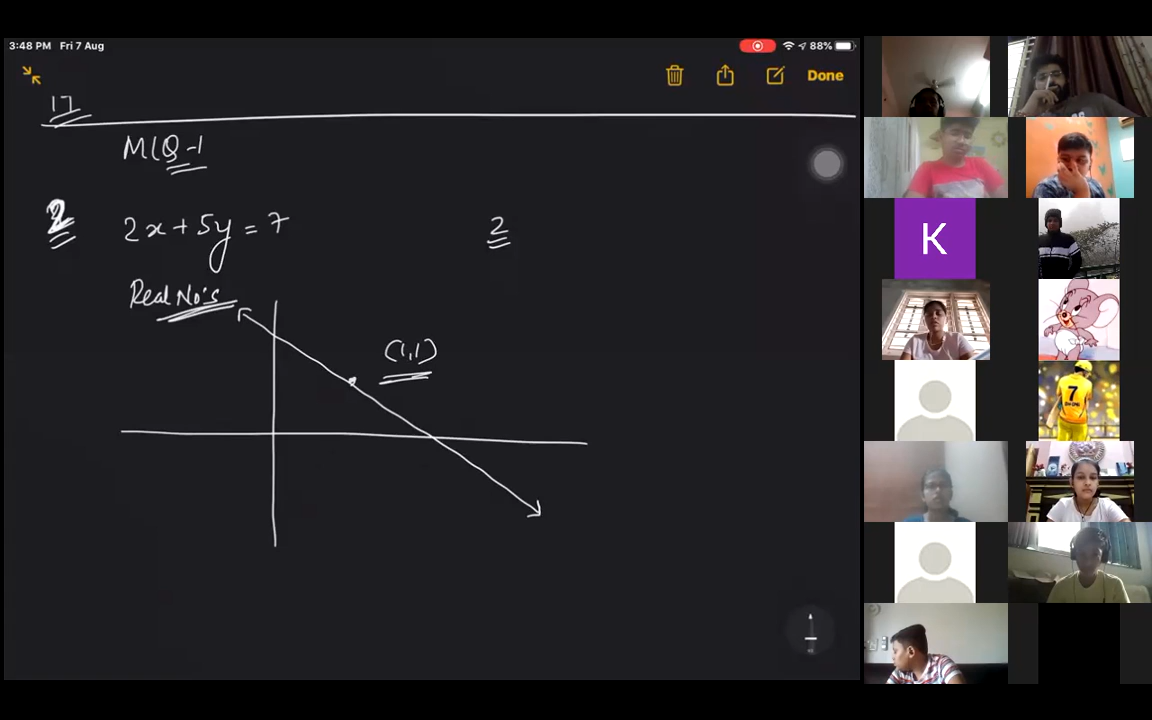 3:48 PM Fri 7 Aug
88%
Done
17
MCQ-1
2
2x+5y=7
2
Real No's
(1,1)
K
7